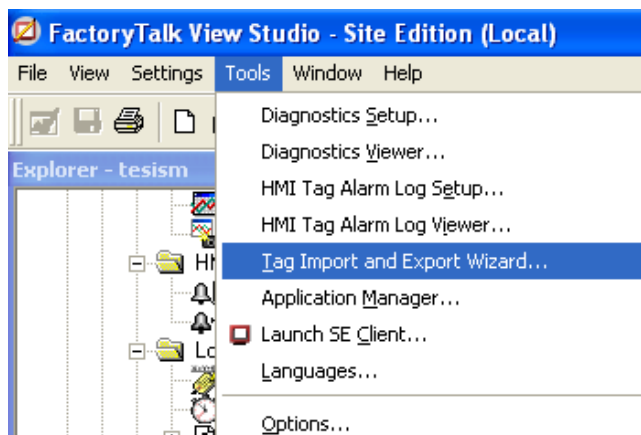 FactoryTalk View Studio - Site Edition (Local)
File View Settings Tools Window Help
Explorer - tesism
Diagnostics Setup...
Diagnostics Viewer...
HMI Tag Alarm Log Setup...
HMI Tag Alarm Log Viewer...
Tag Import and Export Wizard...
Application Manager...
Launch SE Client...
Languages...
Options...